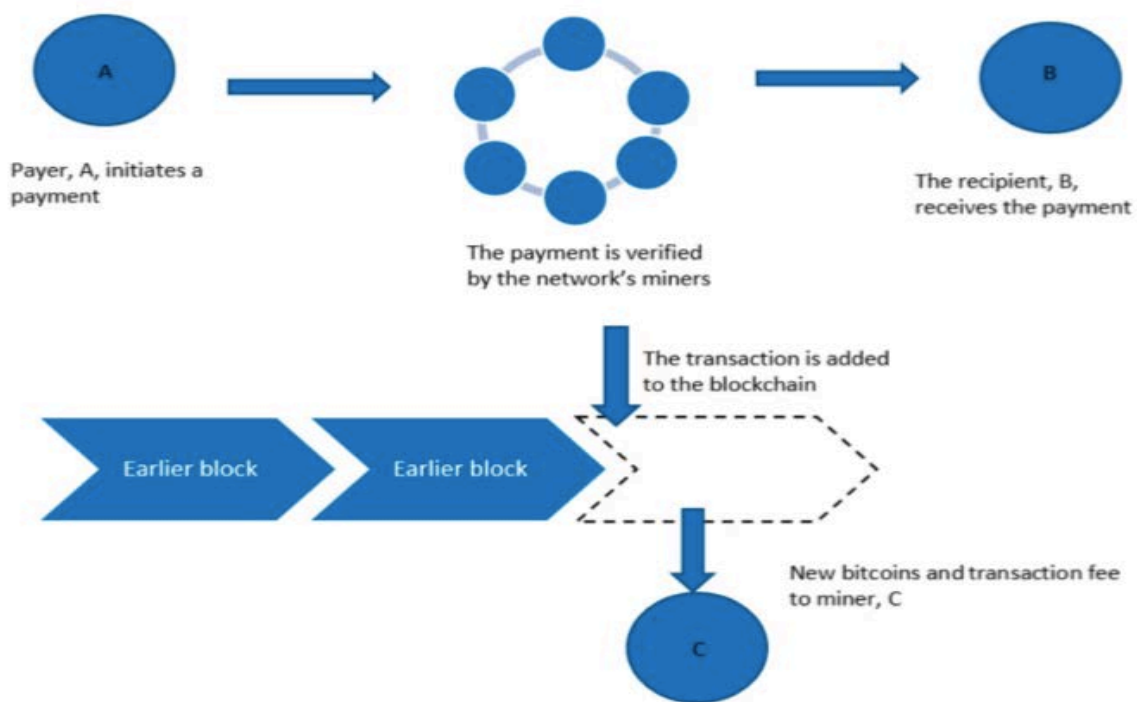 A
B
Payer, A, initiates a
payment
The recipient, B,
receives the payment
The payment is verified
by the network's miners
The transaction is added
to the blockchain
Earlier block
Earlier block
New bitcoins and transaction fee
to miner, C
C